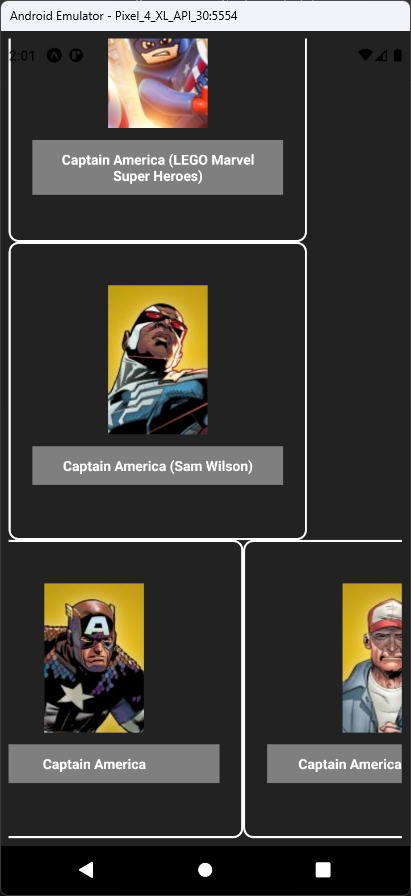 Android Emulator - Pixel_4_XL_API_30:5554
2:01
Captain America (LEGO Marvel
Super Heroes)
Captain America (Sam Wilson)
A
Captain America
Captain America